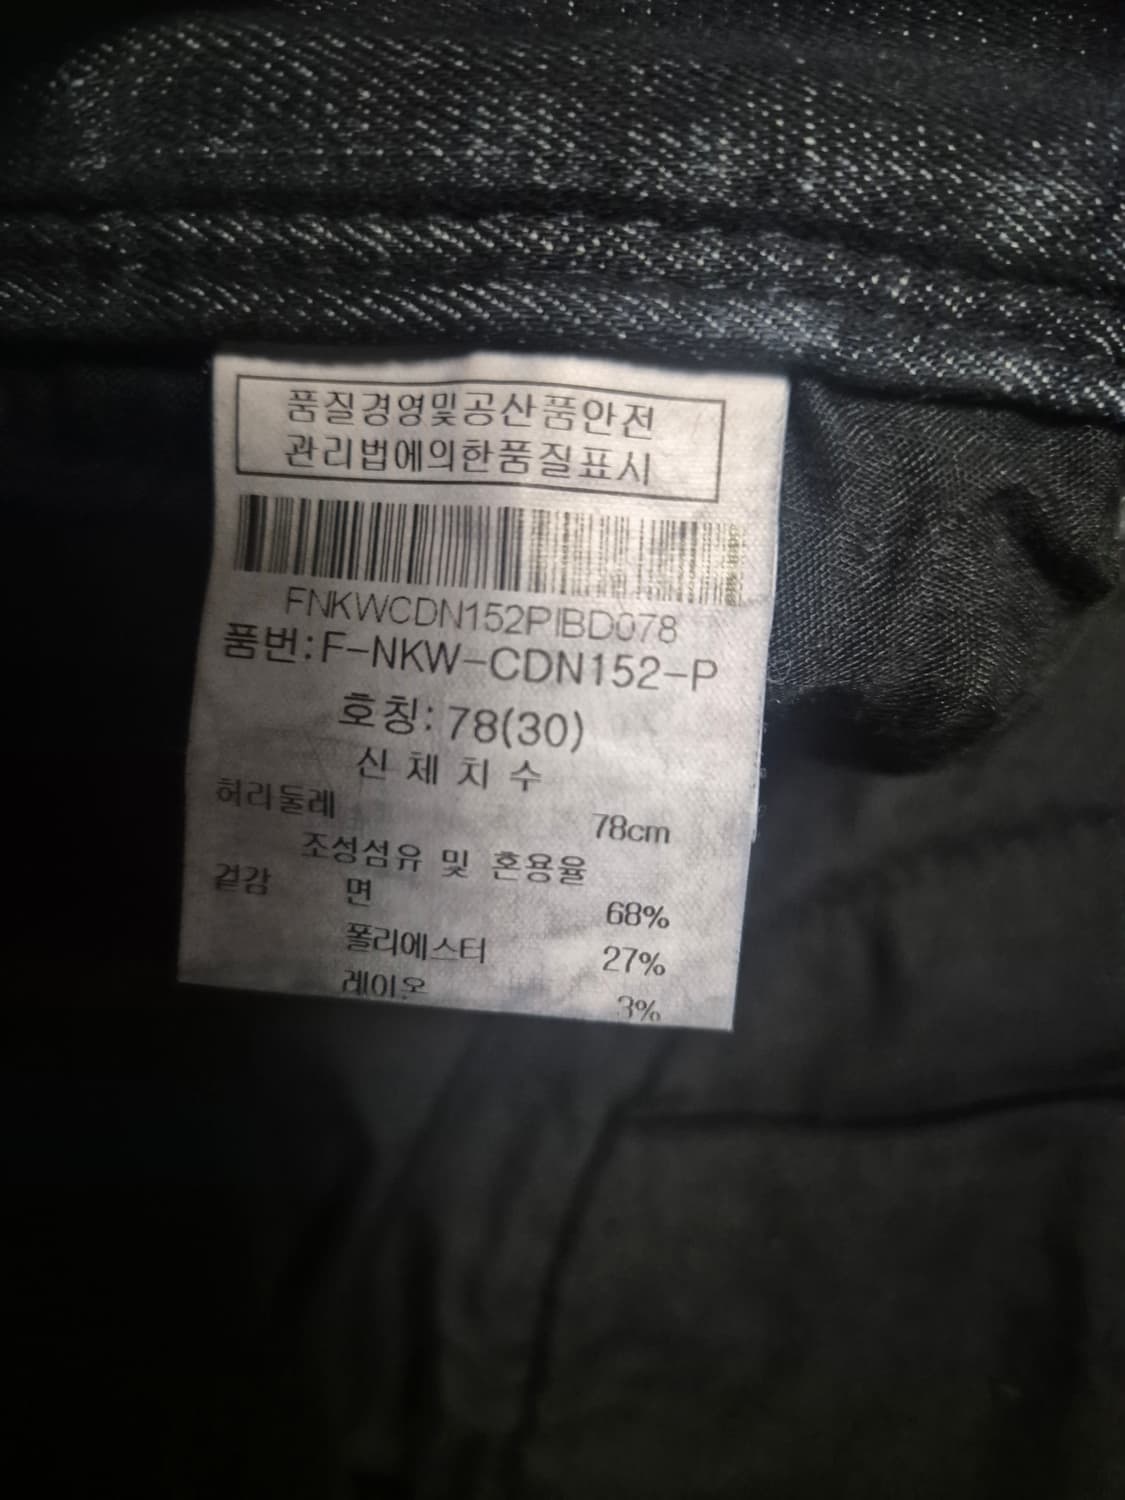 품질경영및공산품안전
관리법에의한품질표시
FNKWCDN152PIBD078
품번:F-NKW-CDN152-P
호칭:78(30)
신체치수
허리둘레 78cm
조성섬유 및 혼용율
겉감 면 68%
폴리에스터 27%
레이온 3%